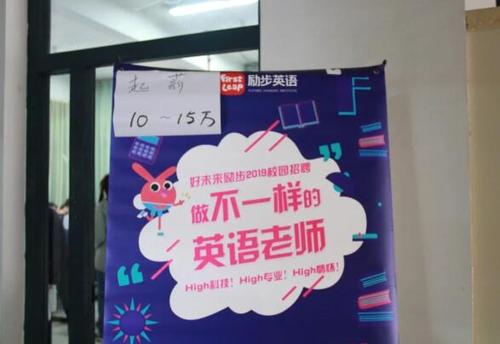 起薪
10～15万
First Leap
励步英语
好未来励步2019校园招聘
做不一样的
英语老师
High科技！High专业！High情怀！